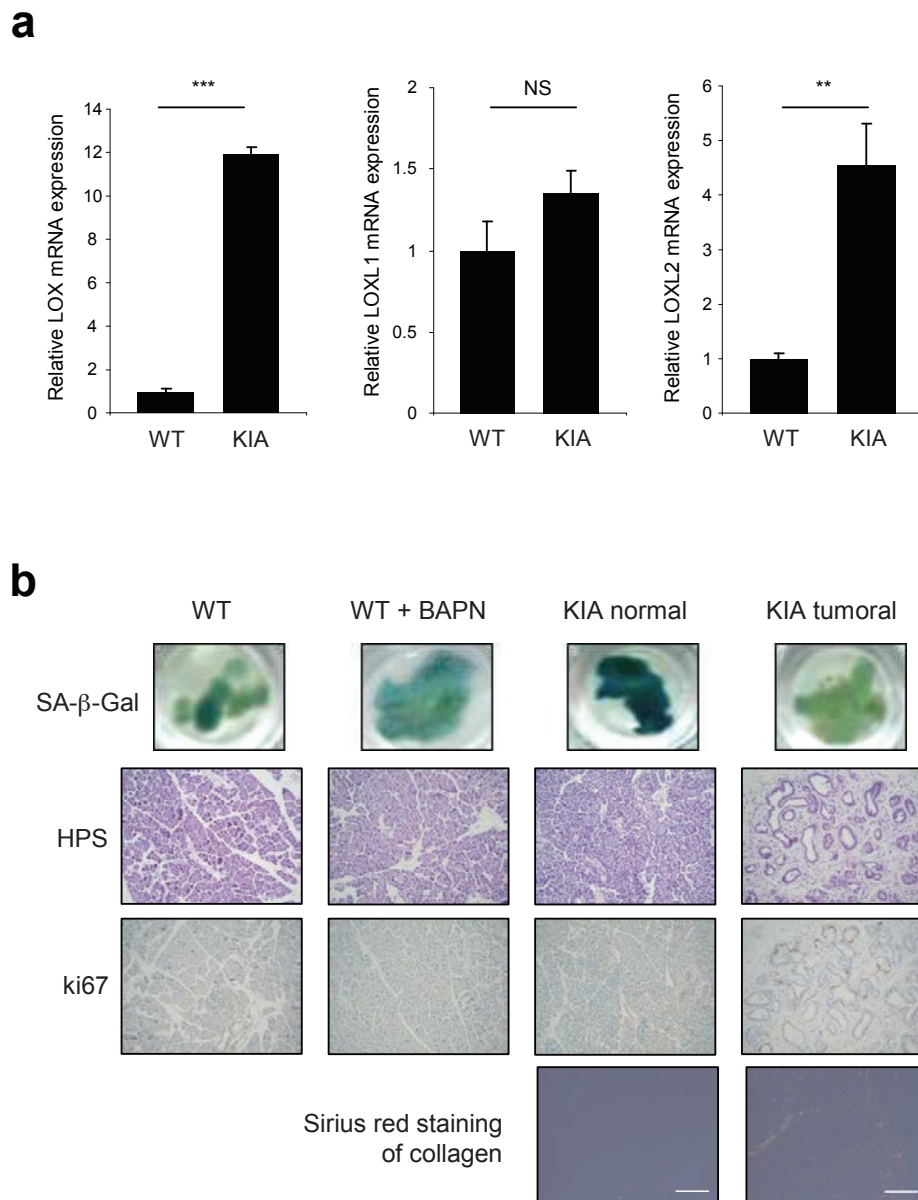 a
***
Relative LOX mRNA expression
14
12
10
8
6
4
2
0
WT KIA
NS
Relative LOXL1 mRNA expression
2
1.5
1
0.5
0
WT KIA
**
Relative LOXL2 mRNA expression
6
5
4
3
2
1
0
WT KIA
b
WT WT + BAPN KIA normal KIA tumoral
SA-β-Gal
HPS
ki67
Sirius red staining
of collagen